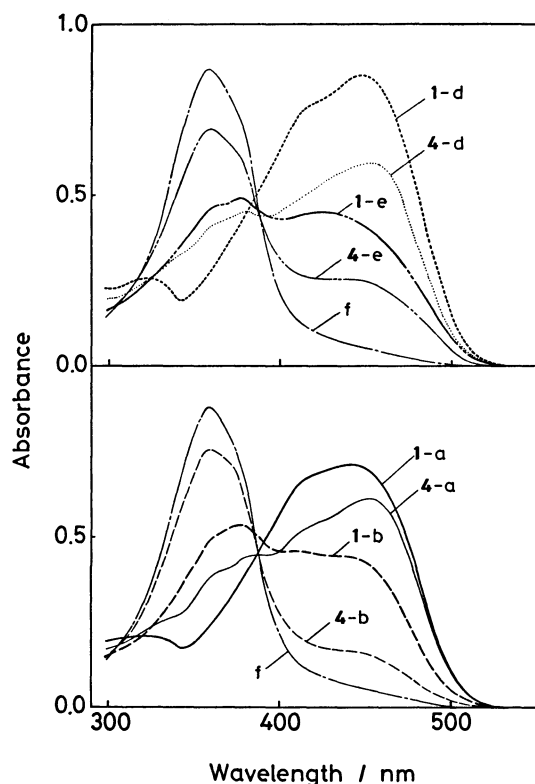 1.0
1-d
4-d
0.5
1-e
4-e
f
0.0
Absorbance
1-a
4-a
0.5
1-b
4-b
f
0.0
300
400
500
Wavelength / nm